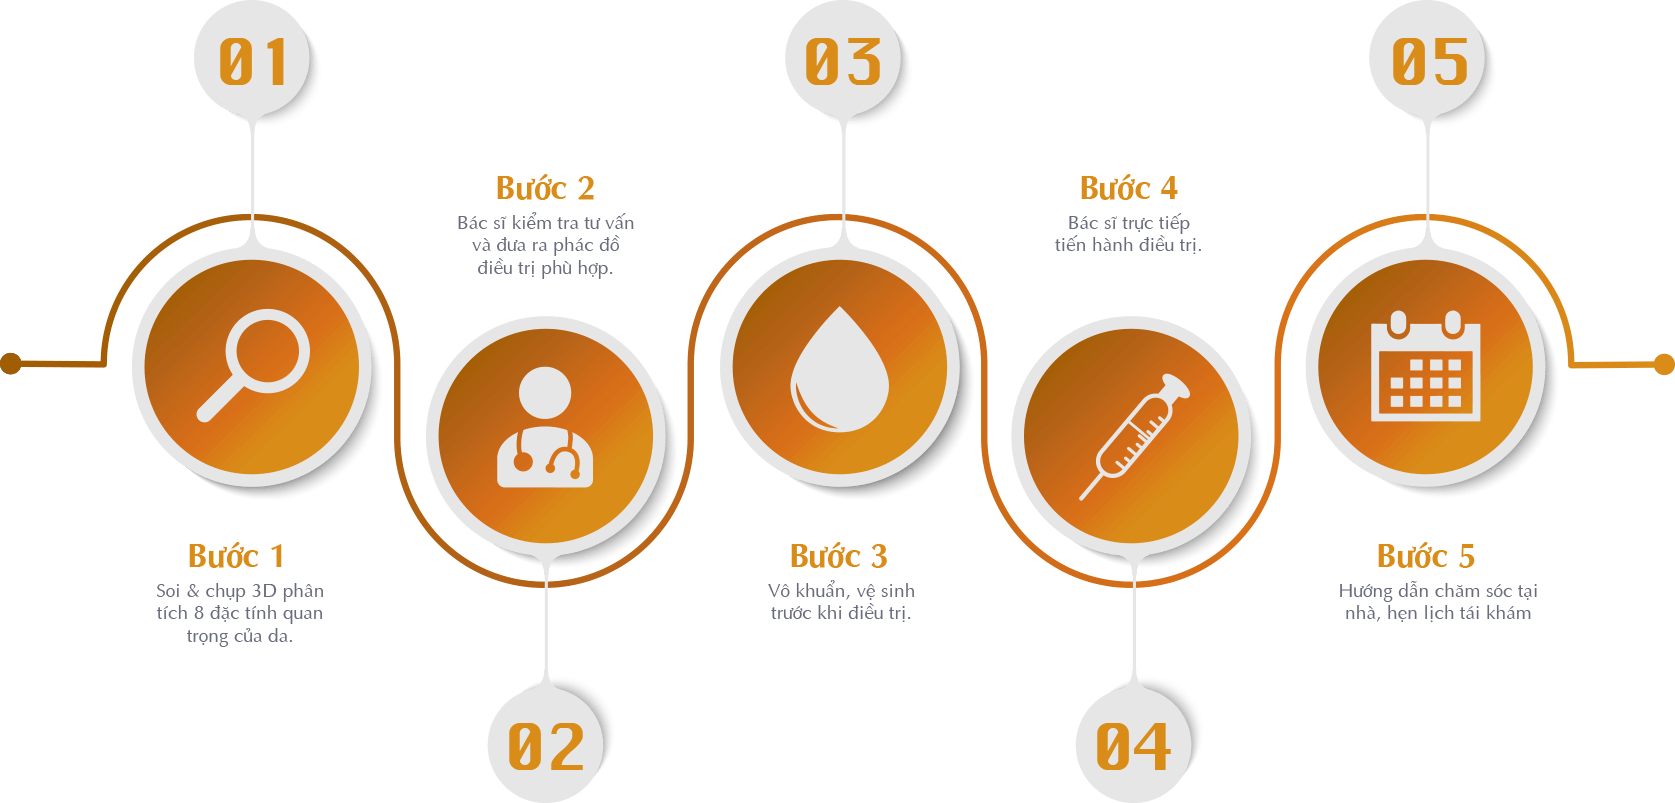 01
Bước 1
Soi & chụp 3D phân
tích 8 đặc tính quan
trọng của da.
Bước 2
Bác sĩ kiểm tra tư vấn
và đưa ra phác đồ
điều trị phù hợp.
02
03
Bước 3
Vô khuẩn, vệ sinh
trước khi điều trị.
Bước 4
Bác sĩ trực tiếp
tiến hành điều trị.
04
05
Bước 5
Hướng dẫn chăm sóc tại
nhà, hẹn lịch tái khám